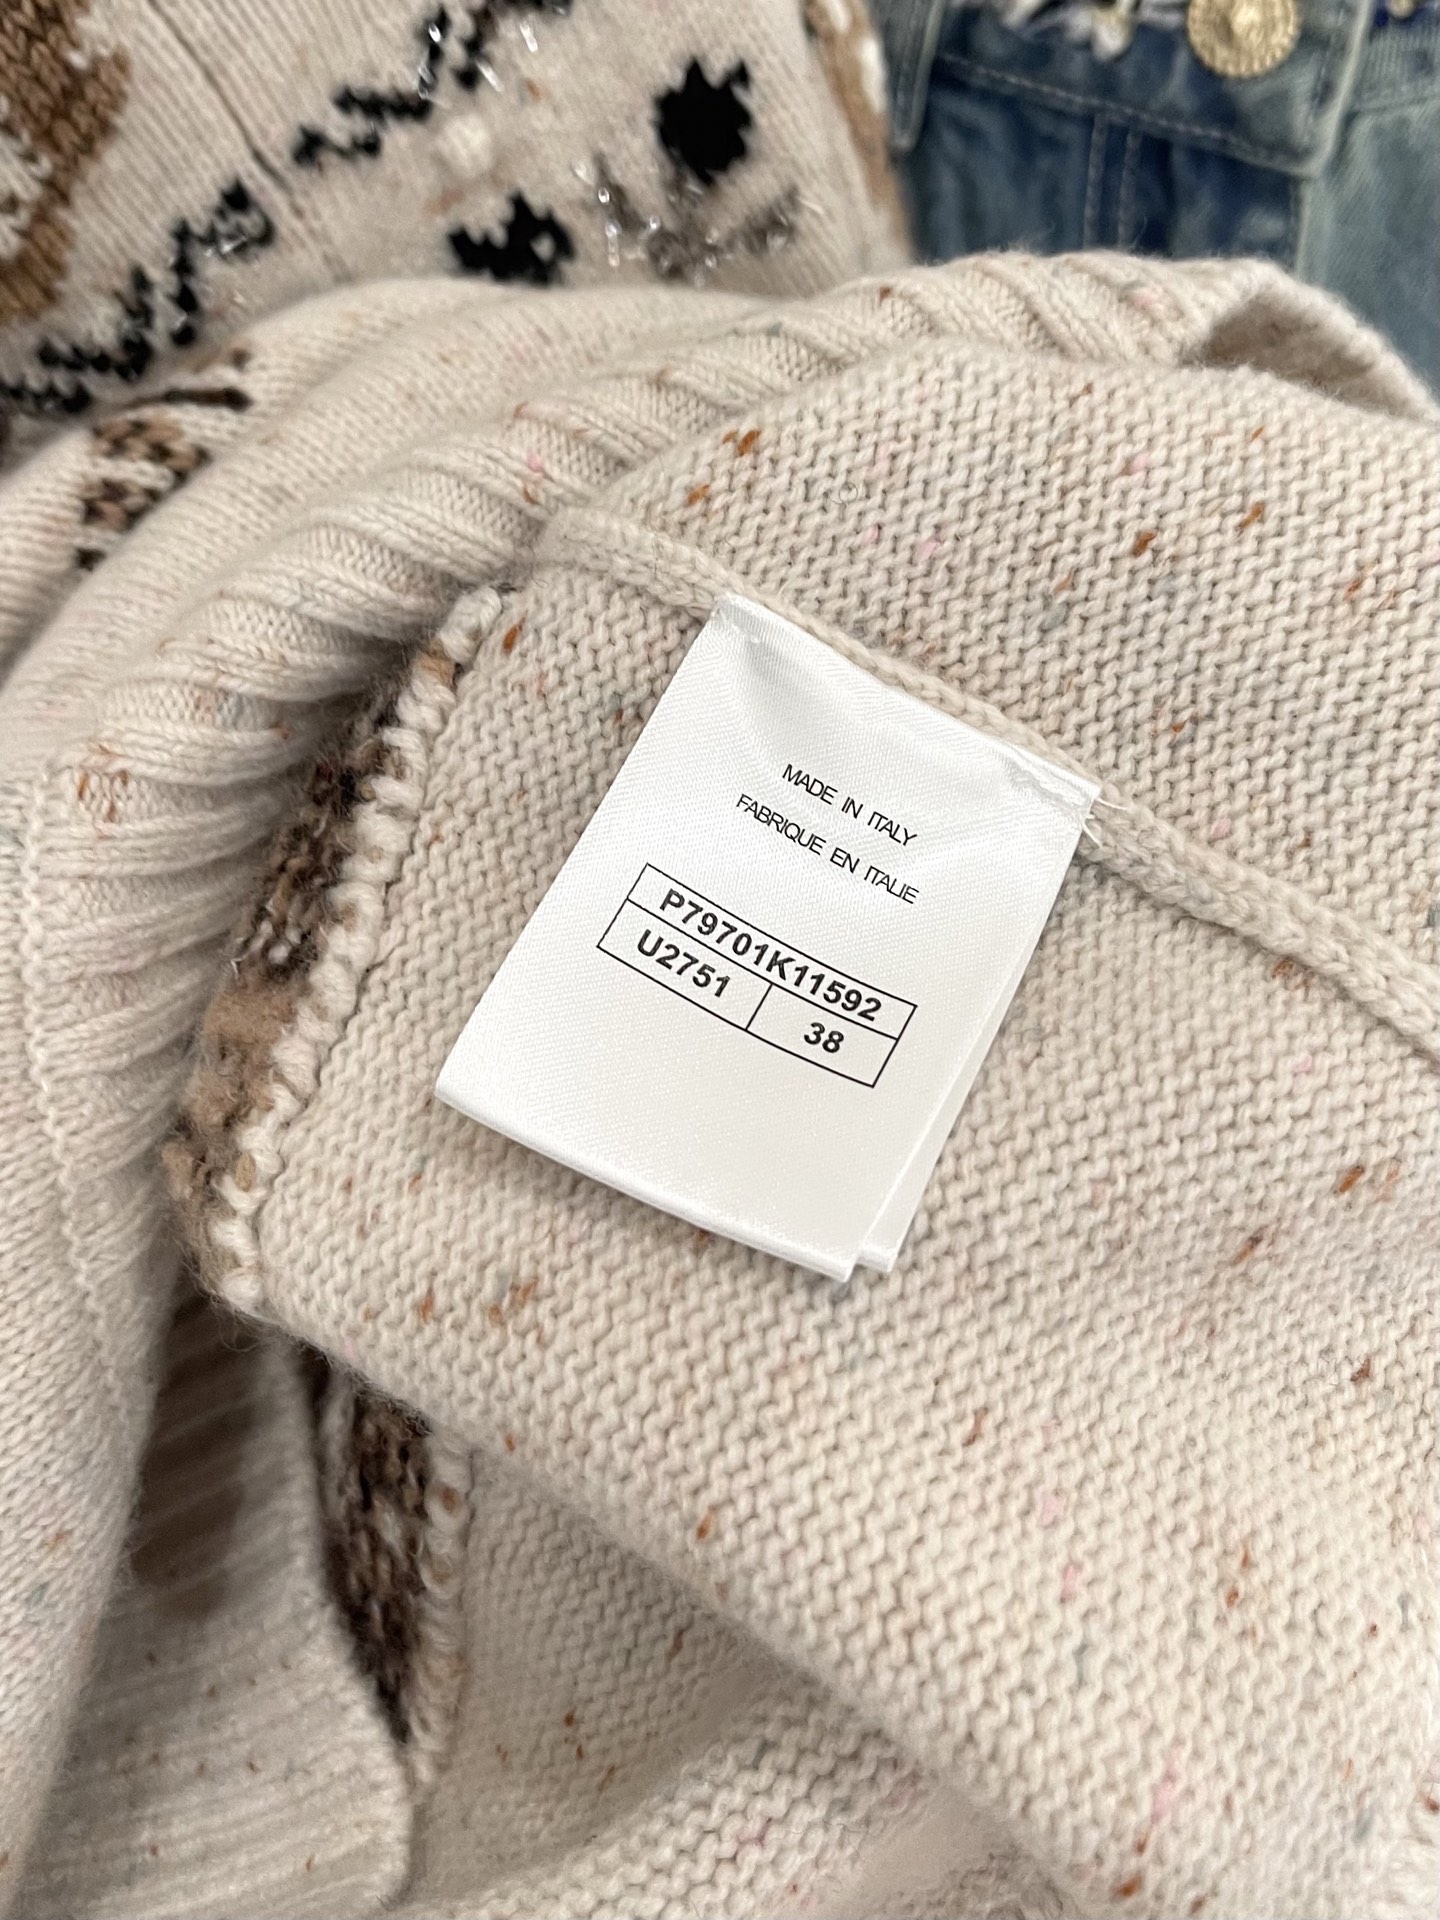 MADE IN ITALY
FABRIQUE EN ITALIE
P79701K11592
U2751 38